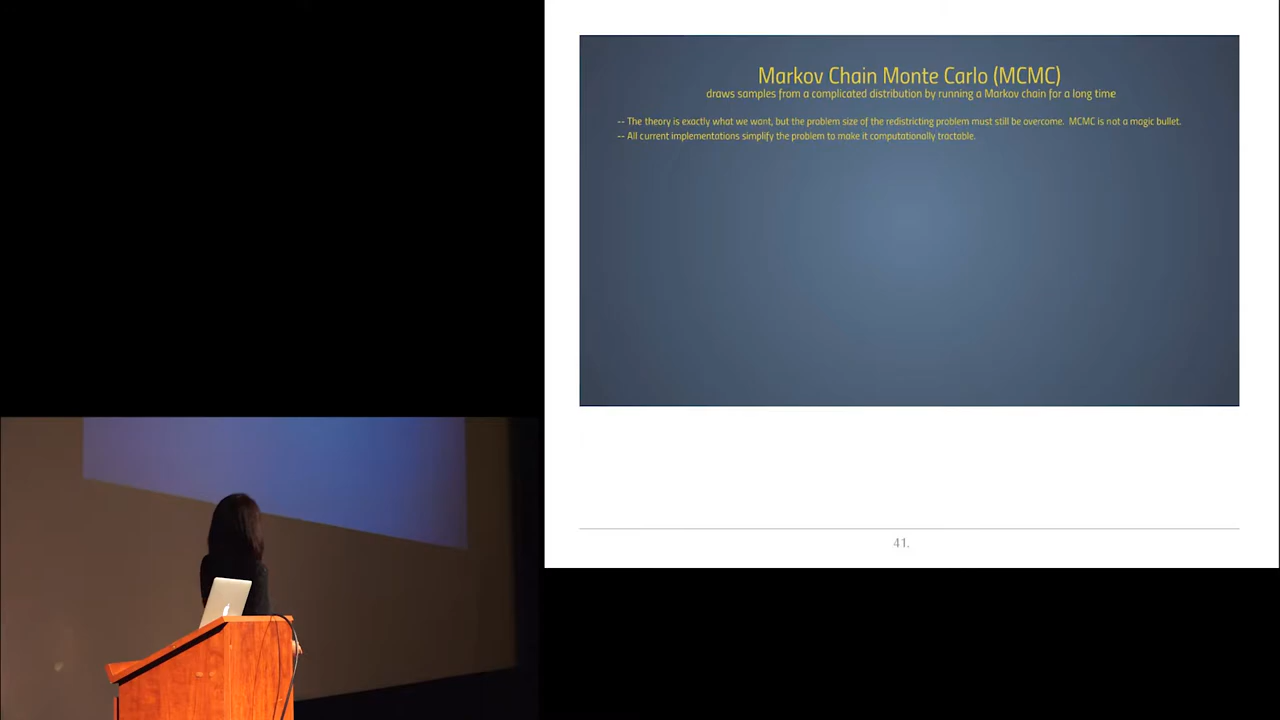 Markov Chain Monte Carlo (MCMC)
draws samples from a complicated distribution by running a Markov chain for a long time
-- The theory is exactly what we want, but the problem size of the redistricting problem must still be overcome. MCMC is not a magic bullet.
-- All current implementations simplify the problem to make it computationally tractable.
41.